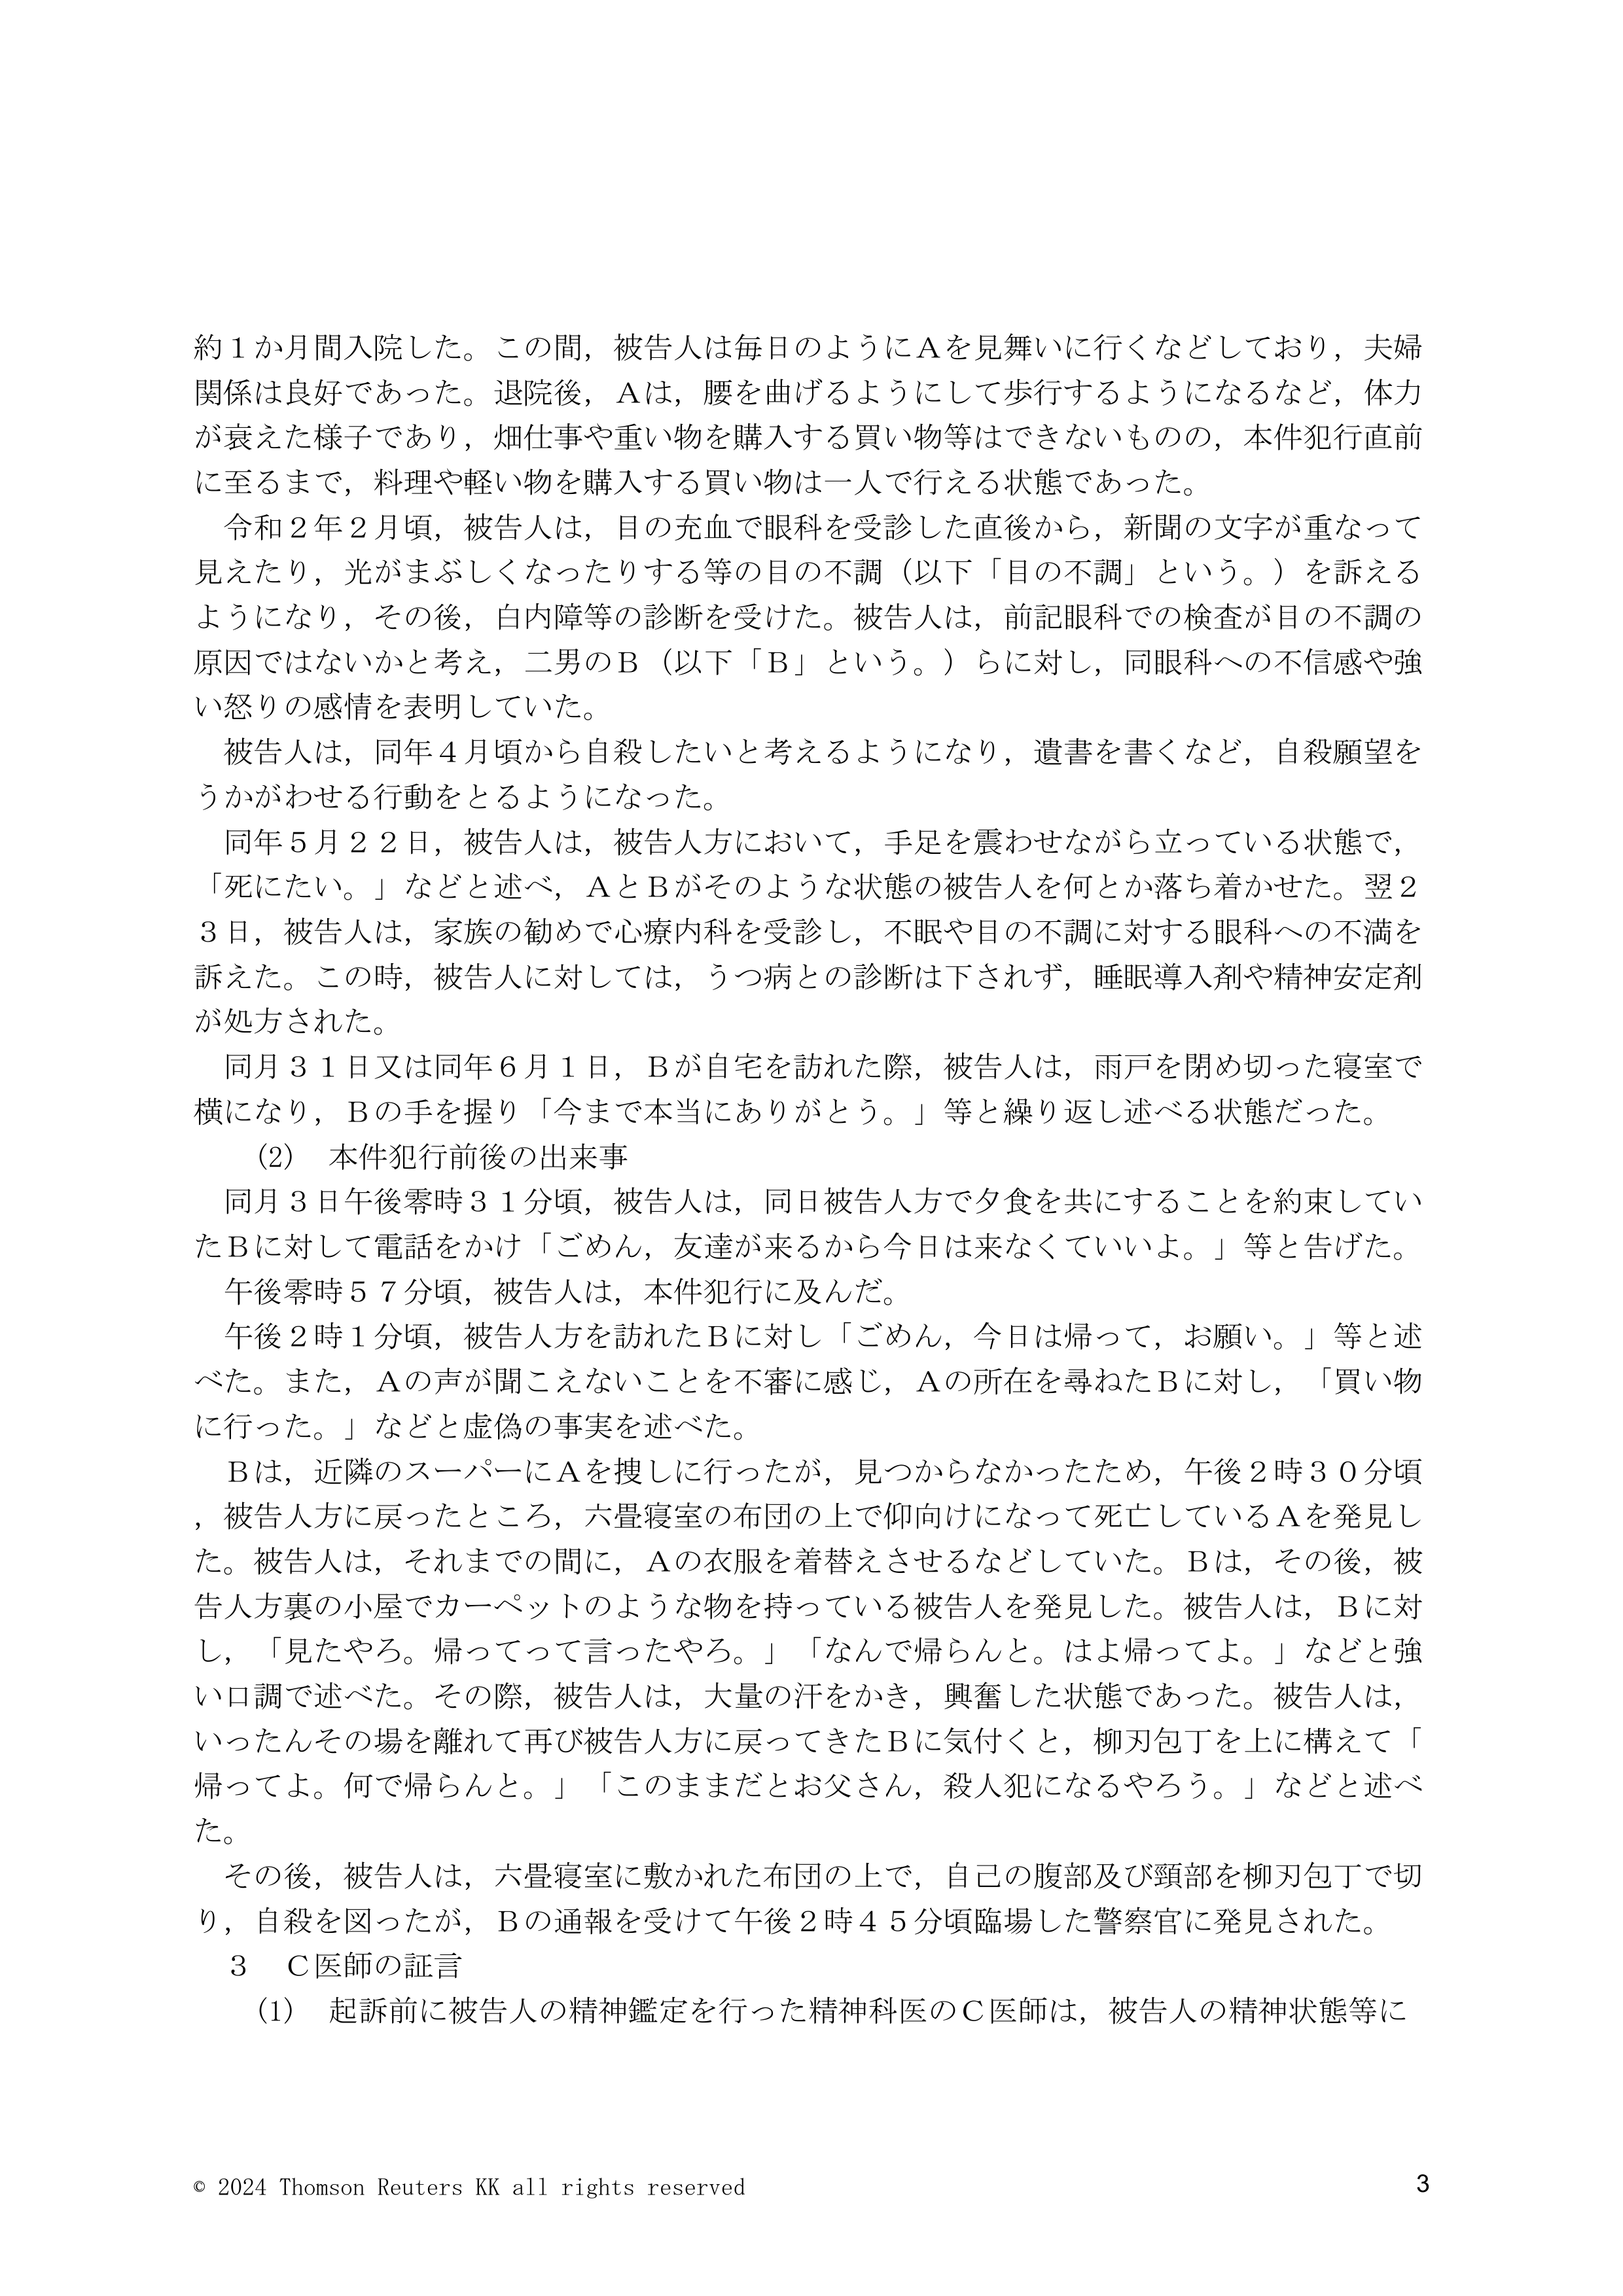 約１か月間入院した。この間，被告人は毎日のようにＡを見舞いに行くなどしており，夫婦
関係は良好であった。退院後，Ａは，腰を曲げるようにして歩行するようになるなど，体力
が衰えた様子であり，畑仕事や重い物を購入する買い物等はできないものの，本件犯行直前
に至るまで，料理や軽い物を購入する買い物は一人で行える状態であった。
　令和２年２月頃，被告人は，目の充血で眼科を受診した直後から，新聞の文字が重なって
見えたり，光がまぶしくなったりする等の目の不調（以下「目の不調」という。）を訴える
ようになり，その後，白内障等の診断を受けた。被告人は，前記眼科での検査が目の不調の
原因ではないかと考え，二男のＢ（以下「Ｂ」という。）らに対し，同眼科への不信感や強
い怒りの感情を表明していた。
　被告人は，同年４月頃から自殺したいと考えるようになり，遺書を書くなど，自殺願望を
うかがわせる行動をとるようになった。
　同年５月２２日，被告人は，被告人方において，手足を震わせながら立っている状態で，
「死にたい。」などと述べ，ＡとＢがそのような状態の被告人を何とか落ち着かせた。翌２
３日，被告人は，家族の勧めで心療内科を受診し，不眠や目の不調に対する眼科への不満を
訴えた。この時，被告人に対しては，うつ病との診断は下されず，睡眠導入剤や精神安定剤
が処方された。
　同月３１日又は同年６月１日，Ｂが自宅を訪れた際，被告人は，雨戸を閉め切った寝室で
横になり，Ｂの手を握り「今まで本当にありがとう。」等と繰り返し述べる状態だった。
　　(2)　本件犯行前後の出来事
　同月３日午後零時３１分頃，被告人は，同日被告人方で夕食を共にすることを約束してい
たＢに対して電話をかけ「ごめん，友達が来るから今日は来なくていいよ。」等と告げた。
　午後零時５７分頃，被告人は，本件犯行に及んだ。
　午後２時１分頃，被告人方を訪れたＢに対し「ごめん，今日は帰って，お願い。」等と述
べた。また，Ａの声が聞こえないことを不審に感じ，Ａの所在を尋ねたＢに対し，「買い物
に行った。」などと虚偽の事実を述べた。
　Ｂは，近隣のスーパーにＡを捜しに行ったが，見つからなかったため，午後２時３０分頃
，被告人方に戻ったところ，六畳寝室の布団の上で仰向けになって死亡しているＡを発見し
た。被告人は，それまでの間に，Ａの衣服を着替えさせるなどしていた。Ｂは，その後，被
告人方裏の小屋でカーペットのような物を持っている被告人を発見した。被告人は，Ｂに対
し，「見たやろ。帰ってって言ったやろ。」「なんで帰らんと。はよ帰ってよ。」などと強
い口調で述べた。その際，被告人は，大量の汗をかき，興奮した状態であった。被告人は，
いったんその場を離れて再び被告人方に戻ってきたＢに気付くと，柳刃包丁を上に構えて「
帰ってよ。何で帰らんと。」「このままだとお父さん，殺人犯になるやろう。」などと述べ
た。
　その後，被告人は，六畳寝室に敷かれた布団の上で，自己の腹部及び頸部を柳刃包丁で切
り，自殺を図ったが，Ｂの通報を受けて午後２時４５分頃臨場した警察官に発見された。
　３　Ｃ医師の証言
　　(1)　起訴前に被告人の精神鑑定を行った精神科医のＣ医師は，被告人の精神状態等に
© 2024 Thomson Reuters KK all rights reserved
3